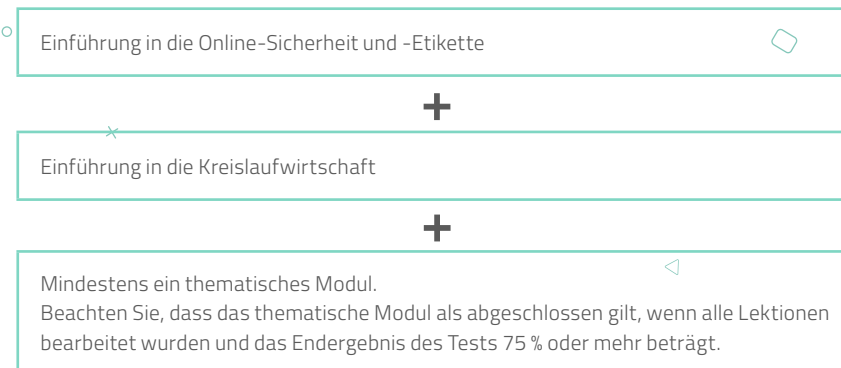 Einführung in die Online-Sicherheit und -Etikette
+
Einführung in die Kreislaufwirtschaft
+
Mindestens ein thematisches Modul.
Beachten Sie, dass das thematische Modul als abgeschlossen gilt, wenn alle Lektionen
bearbeitet wurden und das Endergebnis des Tests 75 % oder mehr beträgt.